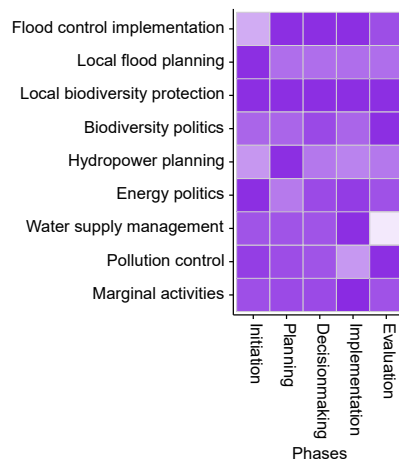 Flood control implementation
Local flood planning
Local biodiversity protection
Biodiversity politics
Hydropower planning
Energy politics
Water supply management
Pollution control
Marginal activities
Initiation
Planning
Decisionmaking
Implementation
Evaluation
Phases